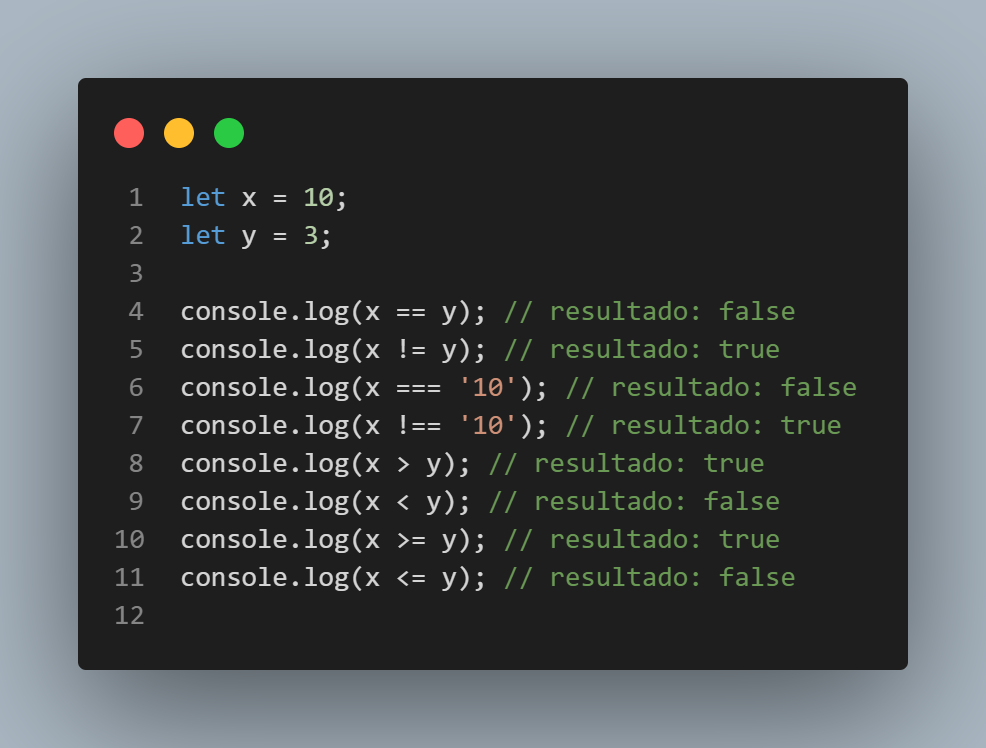 1 let x = 10;
2 let y = 3;
3
4 console.log(x == y); // resultado: false
5 console.log(x != y); // resultado: true
6 console.log(x === '10'); // resultado: false
7 console.log(x !== '10'); // resultado: true
8 console.log(x > y); // resultado: true
9 console.log(x < y); // resultado: false
10 console.log(x >= y); // resultado: true
11 console.log(x <= y); // resultado: false
12